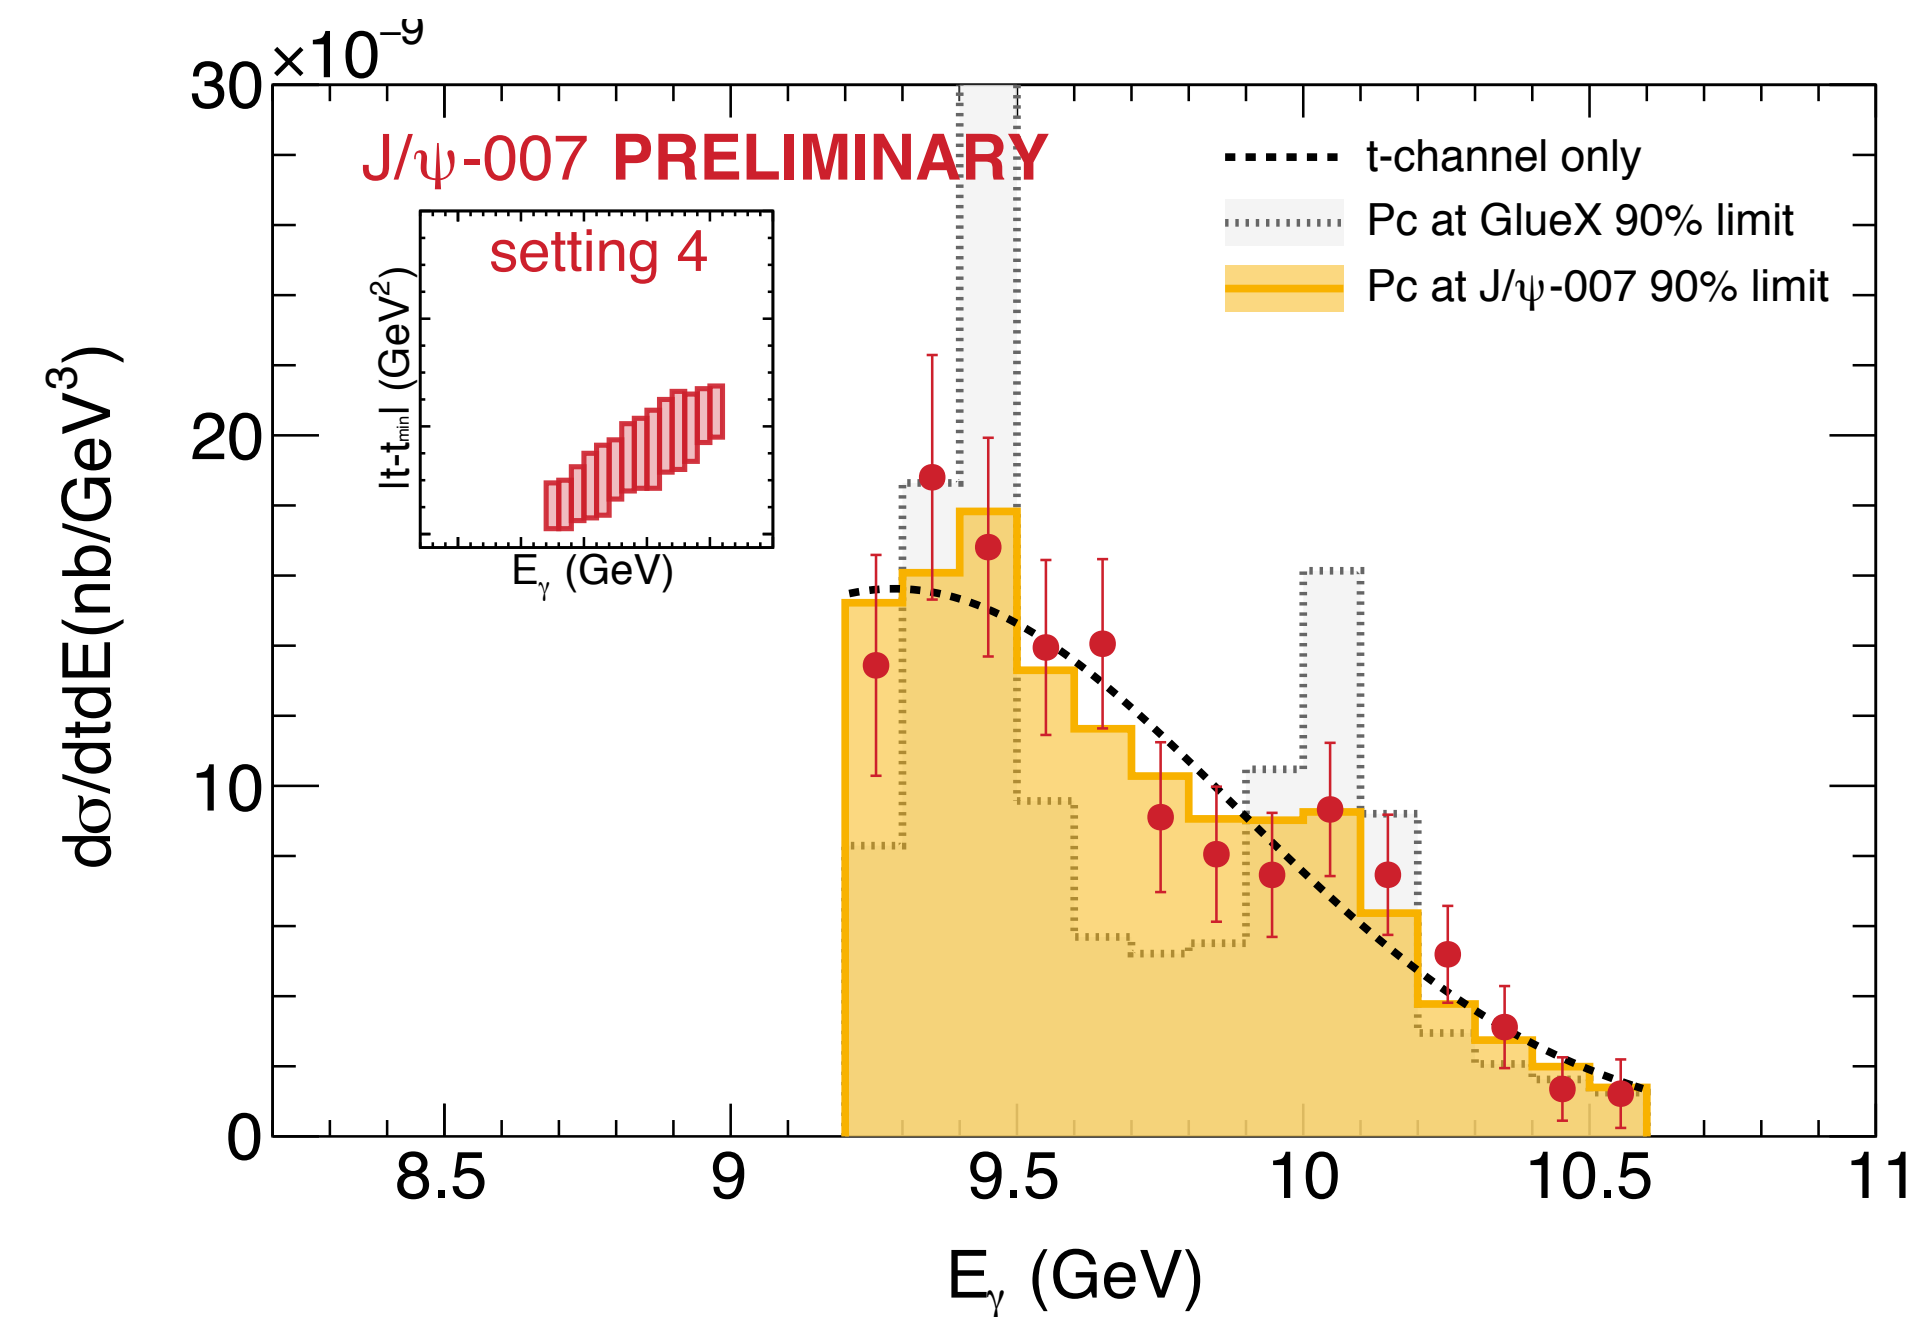 ×10⁻⁹
30
20
10
0
dσ/dtdE(nb/GeV³)
J/ψ-007 PRELIMINARY
setting 4
|t-tₘᵢₙ| (GeV²)
Eᵧ (GeV)
t-channel only
Pc at GlueX 90% limit
Pc at J/ψ-007 90% limit
8.5 9 9.5 10 10.5 11
Eᵧ (GeV)